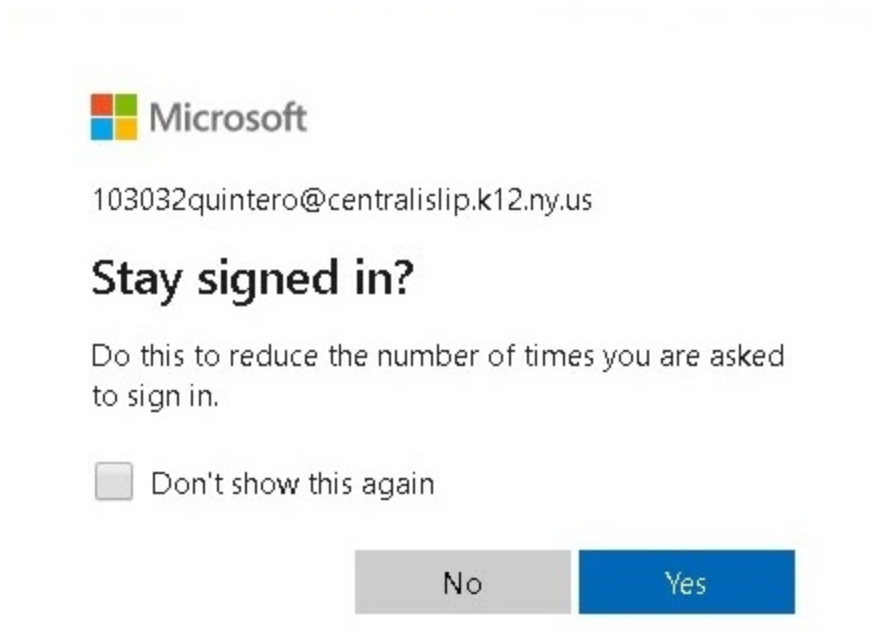 Microsoft
103032quintero@centralislip.k12.ny.us
Stay signed in?
Do this to reduce the number of times you are asked
to sign in.
Don't show this again
No
Yes